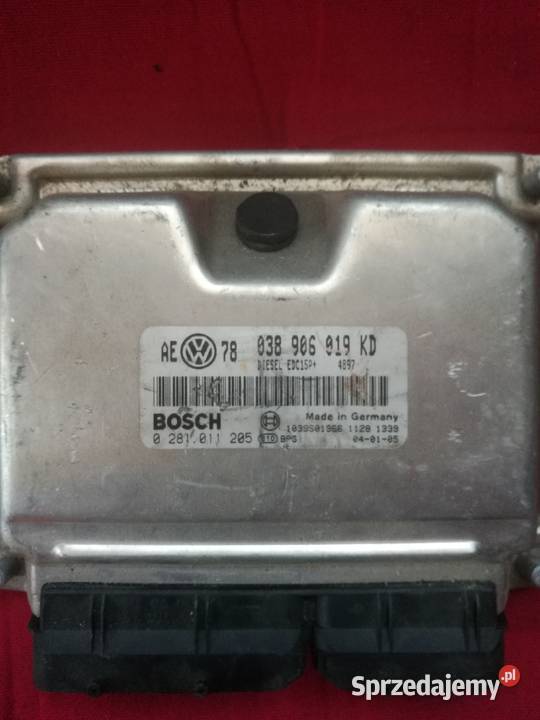 AE 78 038 906 019 KD
DIESEL EDC15P+ 4897
BOSCH Made in Germany
0 281 011 205 1039S01966 1128 1339
BPG 04-01-05
Sprzedajemy.pl